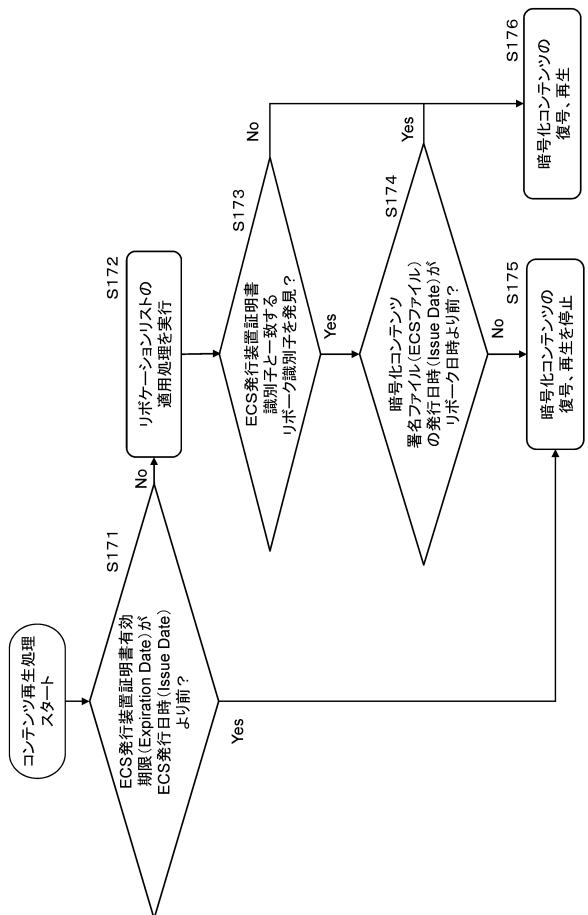 コンテンツ再生処理
スタート
S171
ECS発行装置証明書有効
期限(Expiration Date)が
ECS発行日時(Issue Date)
より前?
No
Yes
S172
リボケーションリストの
適用処理を実行
S173
ECS発行装置証明書
識別子と一致する
リボーク識別子を発見?
No
Yes
S174
暗号化コンテンツ
署名ファイル(ECSファイル)
の発行日時(Issue Date)が
リボーク日時より前?
Yes
No
S175
暗号化コンテンツの
復号、再生を停止
S176
暗号化コンテンツの
復号、再生